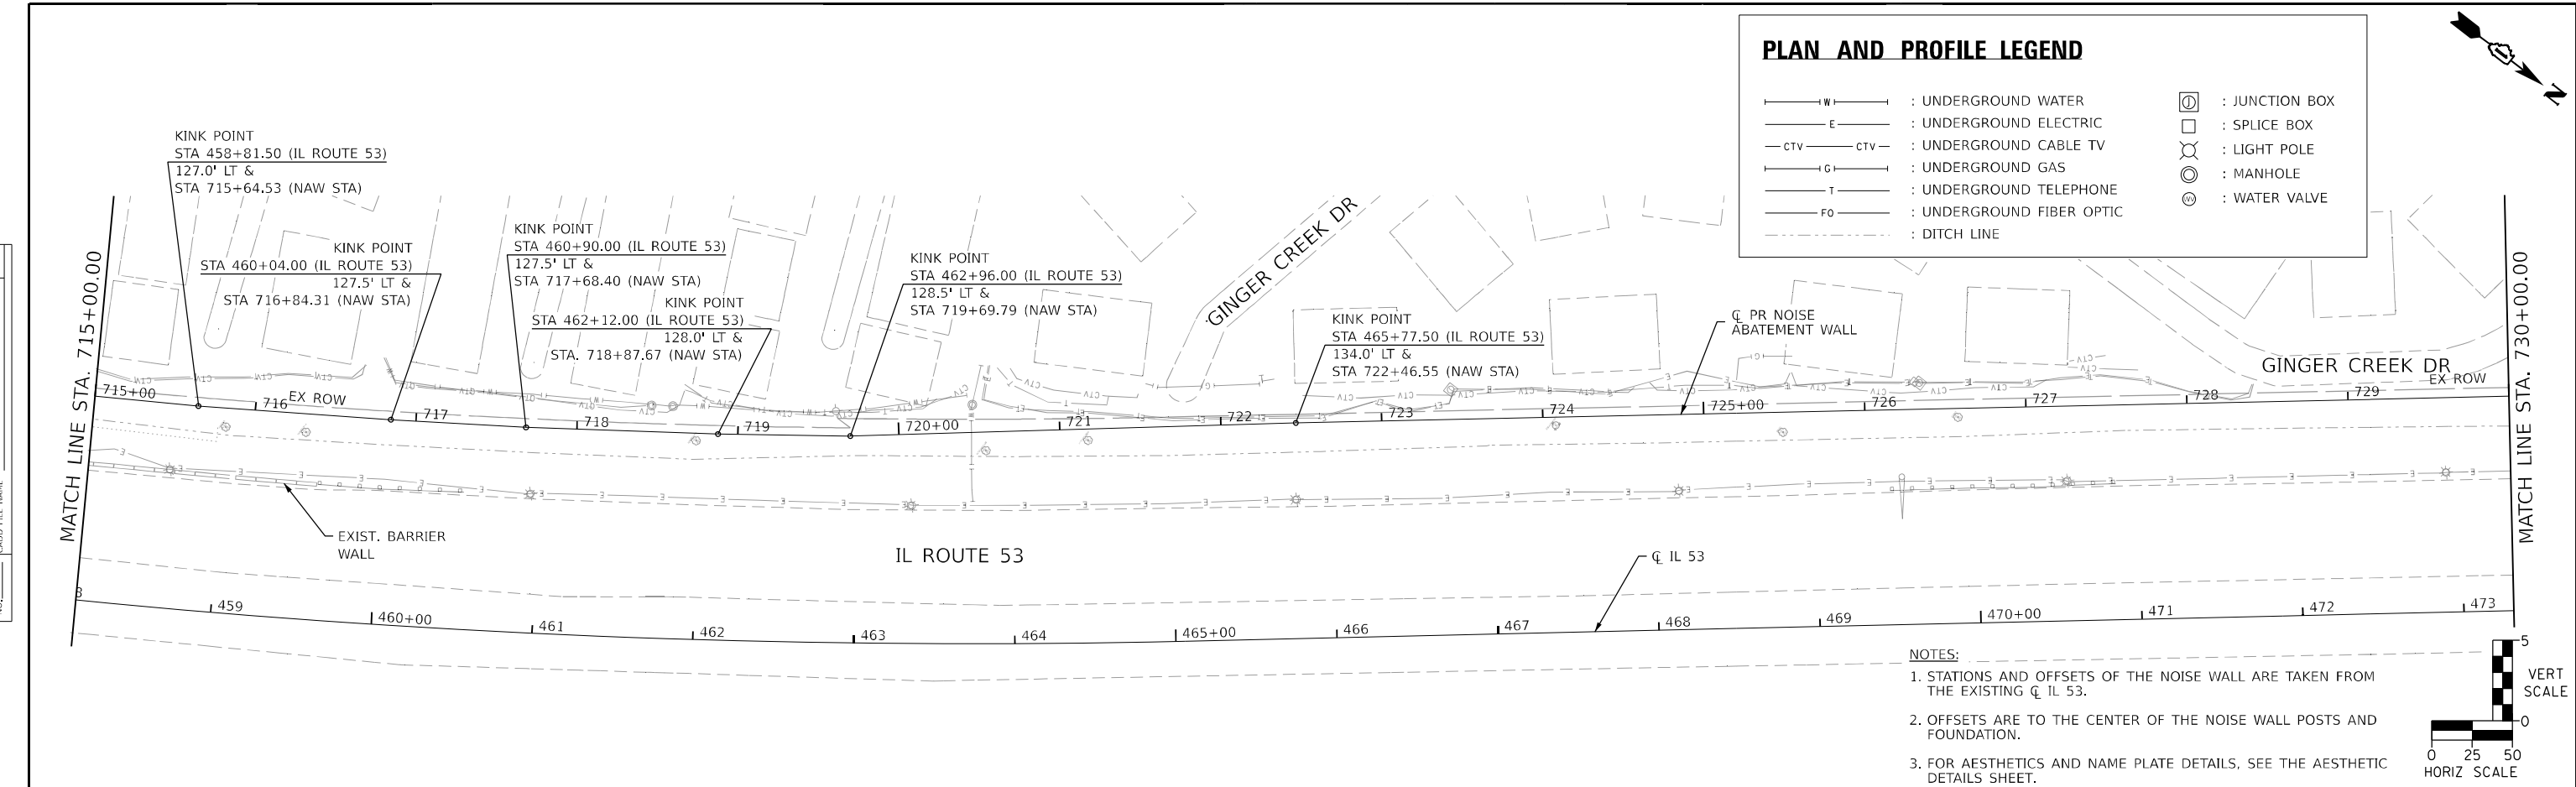 PLAN AND PROFILE LEGEND
W : UNDERGROUND WATER
E : UNDERGROUND ELECTRIC
CTV CTV : UNDERGROUND CABLE TV
G : UNDERGROUND GAS
T : UNDERGROUND TELEPHONE
FO : UNDERGROUND FIBER OPTIC
: DITCH LINE
J : JUNCTION BOX
: SPLICE BOX
: LIGHT POLE
: MANHOLE
WV : WATER VALVE
N
KINK POINT
STA 458+81.50 (IL ROUTE 53)
127.0' LT &
STA 715+64.53 (NAW STA)
KINK POINT
STA 460+04.00 (IL ROUTE 53)
127.5' LT &
STA 716+84.31 (NAW STA)
KINK POINT
STA 460+90.00 (IL ROUTE 53)
127.5' LT &
STA 717+68.40 (NAW STA)
KINK POINT
STA 462+12.00 (IL ROUTE 53)
128.0' LT &
STA. 718+87.67 (NAW STA)
KINK POINT
STA 462+96.00 (IL ROUTE 53)
128.5' LT &
STA 719+69.79 (NAW STA)
KINK POINT
STA 465+77.50 (IL ROUTE 53)
134.0' LT &
STA 722+46.55 (NAW STA)
GINGER CREEK DR
℄ PR NOISE
ABATEMENT WALL
GINGER CREEK DR
EX ROW
EX ROW
MATCH LINE STA. 715+00.00
MATCH LINE STA. 730+00.00
715+00 716 717 718 719 720+00 721 722 723 724 725+00 726 727 728 729
EXIST. BARRIER
WALL
IL ROUTE 53
℄ IL 53
459 460+00 461 462 463 464 465+00 466 467 468 469 470+00 471 472 473
NOTES:
1. STATIONS AND OFFSETS OF THE NOISE WALL ARE TAKEN FROM
THE EXISTING ℄ IL 53.
2. OFFSETS ARE TO THE CENTER OF THE NOISE WALL POSTS AND
FOUNDATION.
3. FOR AESTHETICS AND NAME PLATE DETAILS, SEE THE AESTHETIC
DETAILS SHEET.
5
VERT
SCALE
0
0 25 50
HORIZ SCALE